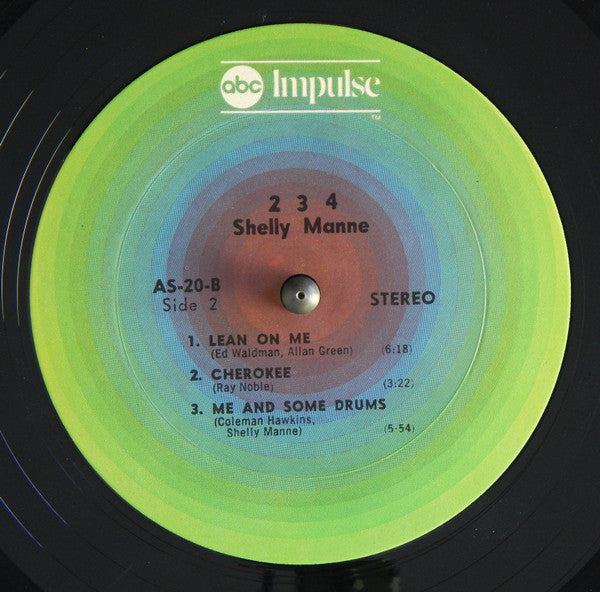 abc Impulse
TM
2 3 4
Shelly Manne
AS-20-B
Side 2
STEREO
1. LEAN ON ME
(Ed Waldman, Allan Green) (6:18)
2. CHEROKEE
(Ray Noble) (3:22)
3. ME AND SOME DRUMS
(Coleman Hawkins,
Shelly Manne) (5-54)